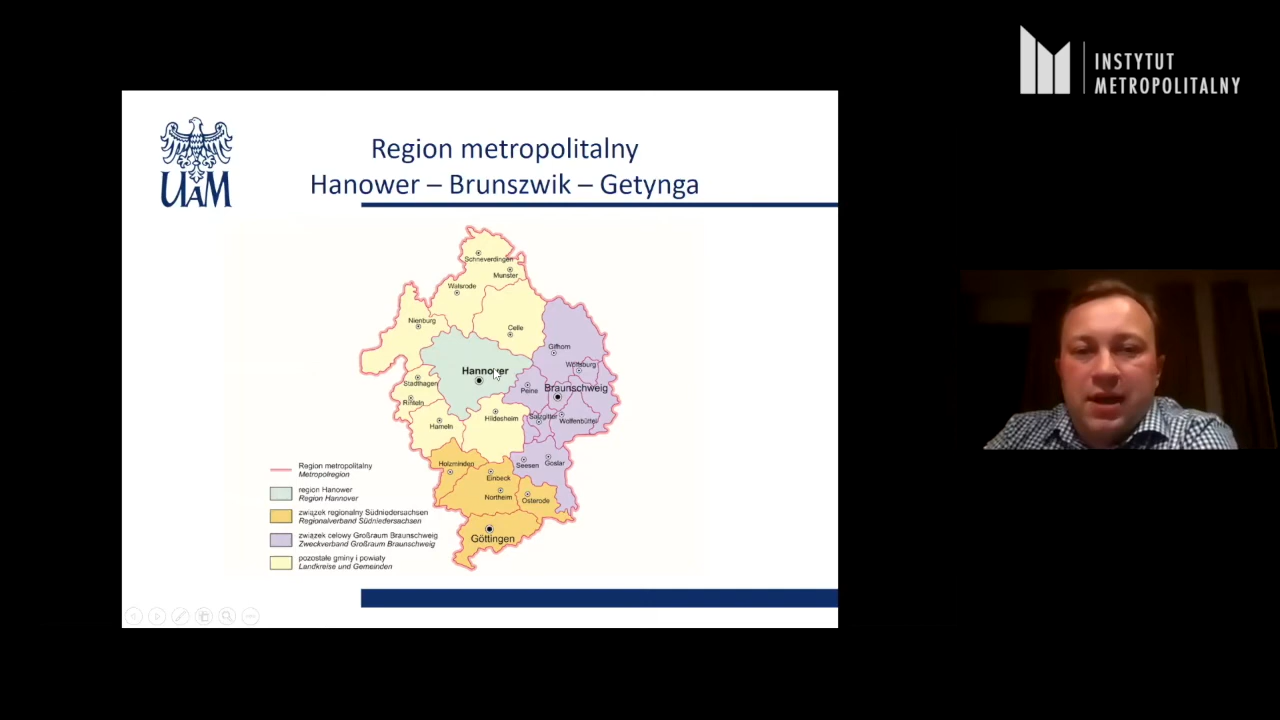 INSTYTUT
METROPOLITALNY
UAM
Region metropolitalny
Hanower – Brunszwik – Getynga
Schneverdingen
Munster
Walsrode
Nienburg
Celle
Gifhorn
Wolfsburg
Hannover
Stadthagen
Peine
Braunschweig
Rinteln
Hildesheim
Salzgitter
Wolfenbüttel
Hameln
Holzminden
Seesen
Goslar
Einbeck
Northeim
Osterode
Göttingen
Region metropolitalny
Metropolregion
region Hanower
Region Hannover
związek regionalny Südniedersachsen
Regionalverband Südniedersachsen
związek celowy Großraum Braunschweig
Zweckverband Großraum Braunschweig
pozostałe gminy i powiaty
Landkreise und Gemeinden